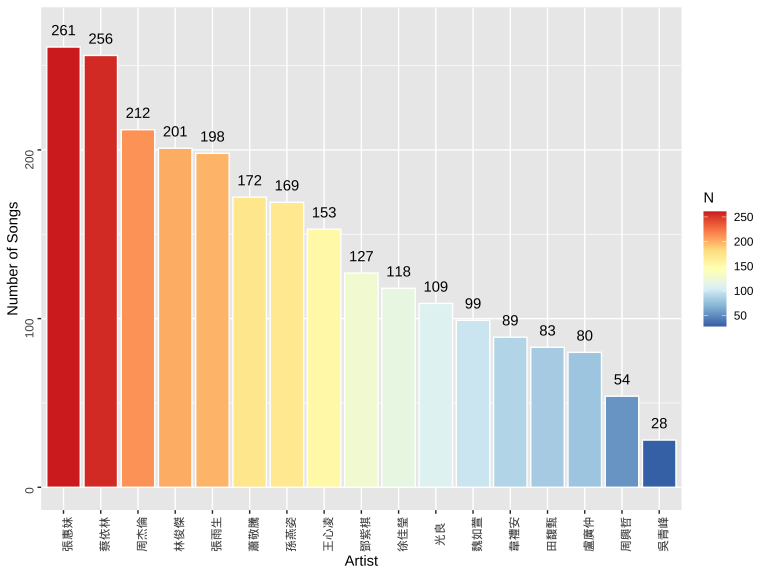 261
256
212
201
198
172
169
153
127
118
109
99
89
83
80
54
28
Number of Songs
200
100
0
張惠妹
蔡依林
周杰倫
林俊傑
張雨生
蕭敬騰
孫燕姿
王心凌
鄧紫棋
徐佳瑩
光良
魏如萱
韋禮安
田馥甄
盧廣仲
周興哲
吳青峰
Artist
N
250
200
150
100
50